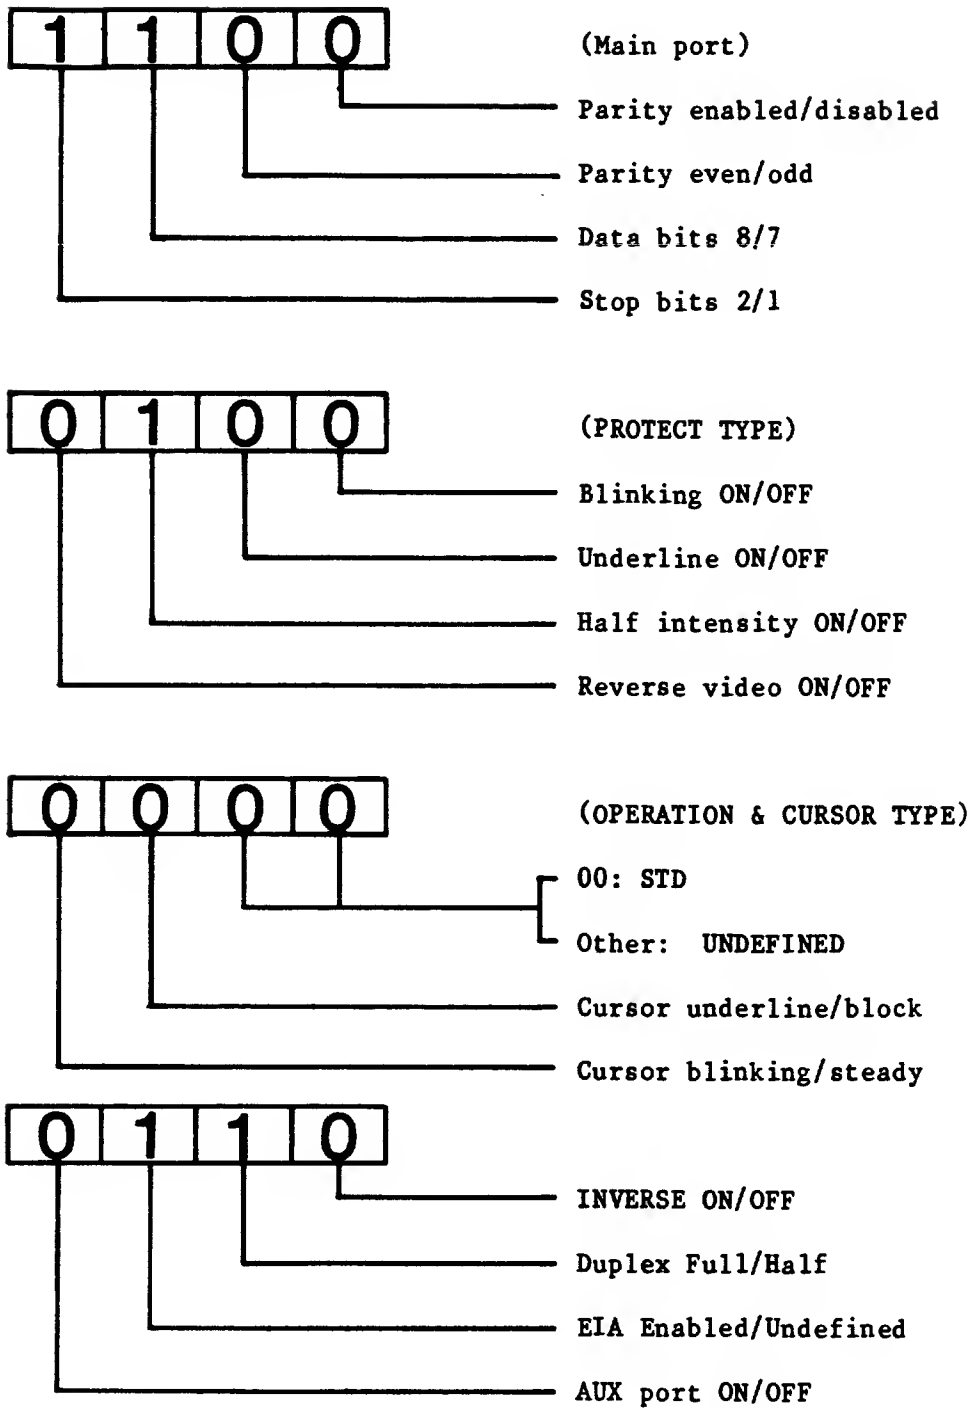 1 1 0 0 (Main port)
Parity enabled/disabled
Parity even/odd
Data bits 8/7
Stop bits 2/1
0 1 0 0 (PROTECT TYPE)
Blinking ON/OFF
Underline ON/OFF
Half intensity ON/OFF
Reverse video ON/OFF
0 0 0 0 (OPERATION & CURSOR TYPE)
00: STD
Other: UNDEFINED
Cursor underline/block
Cursor blinking/steady
0 1 1 0
INVERSE ON/OFF
Duplex Full/Half
EIA Enabled/Undefined
AUX port ON/OFF